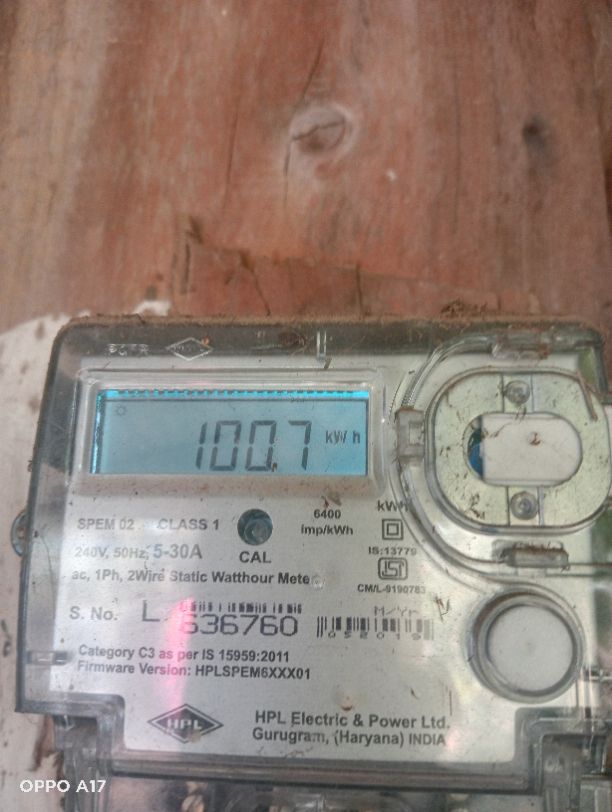 100.7 kWh
SPEM 02 CLASS 1
6400 imp/kWh
kWh
240V, 50Hz, 5-30A
CAL
IS:13779
ac, 1Ph, 2Wire Static Watthour Meter
CM/L-9190783
S. No. L 636760
M/Yr
052019
Category C3 as per IS 15959:2011
Firmware Version: HPLSPEM6XXX01
HPL
HPL Electric & Power Ltd.
Gurugram, (Haryana) INDIA
OPPO A17